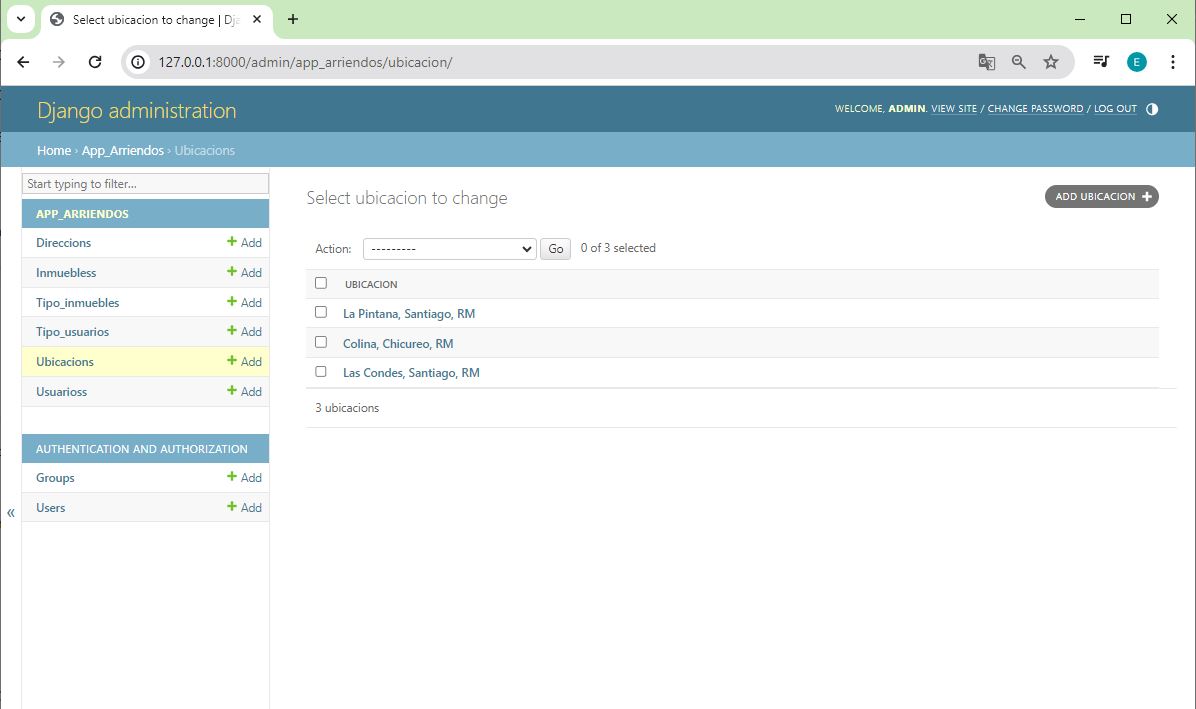 Select ubicacion to change | Dja
127.0.0.1:8000/admin/app_arriendos/ubicacion/
E
Django administration
WELCOME, ADMIN. VIEW SITE / CHANGE PASSWORD / LOG OUT
Home › App_Arriendos › Ubicacions
Start typing to filter...
APP_ARRIENDOS
Direccions + Add
Inmuebless + Add
Tipo_inmuebles + Add
Tipo_usuarios + Add
Ubicacions + Add
Usuarioss + Add
AUTHENTICATION AND AUTHORIZATION
Groups + Add
Users + Add
«
Select ubicacion to change
ADD UBICACION +
Action: --------- Go 0 of 3 selected
UBICACION
La Pintana, Santiago, RM
Colina, Chicureo, RM
Las Condes, Santiago, RM
3 ubicacions